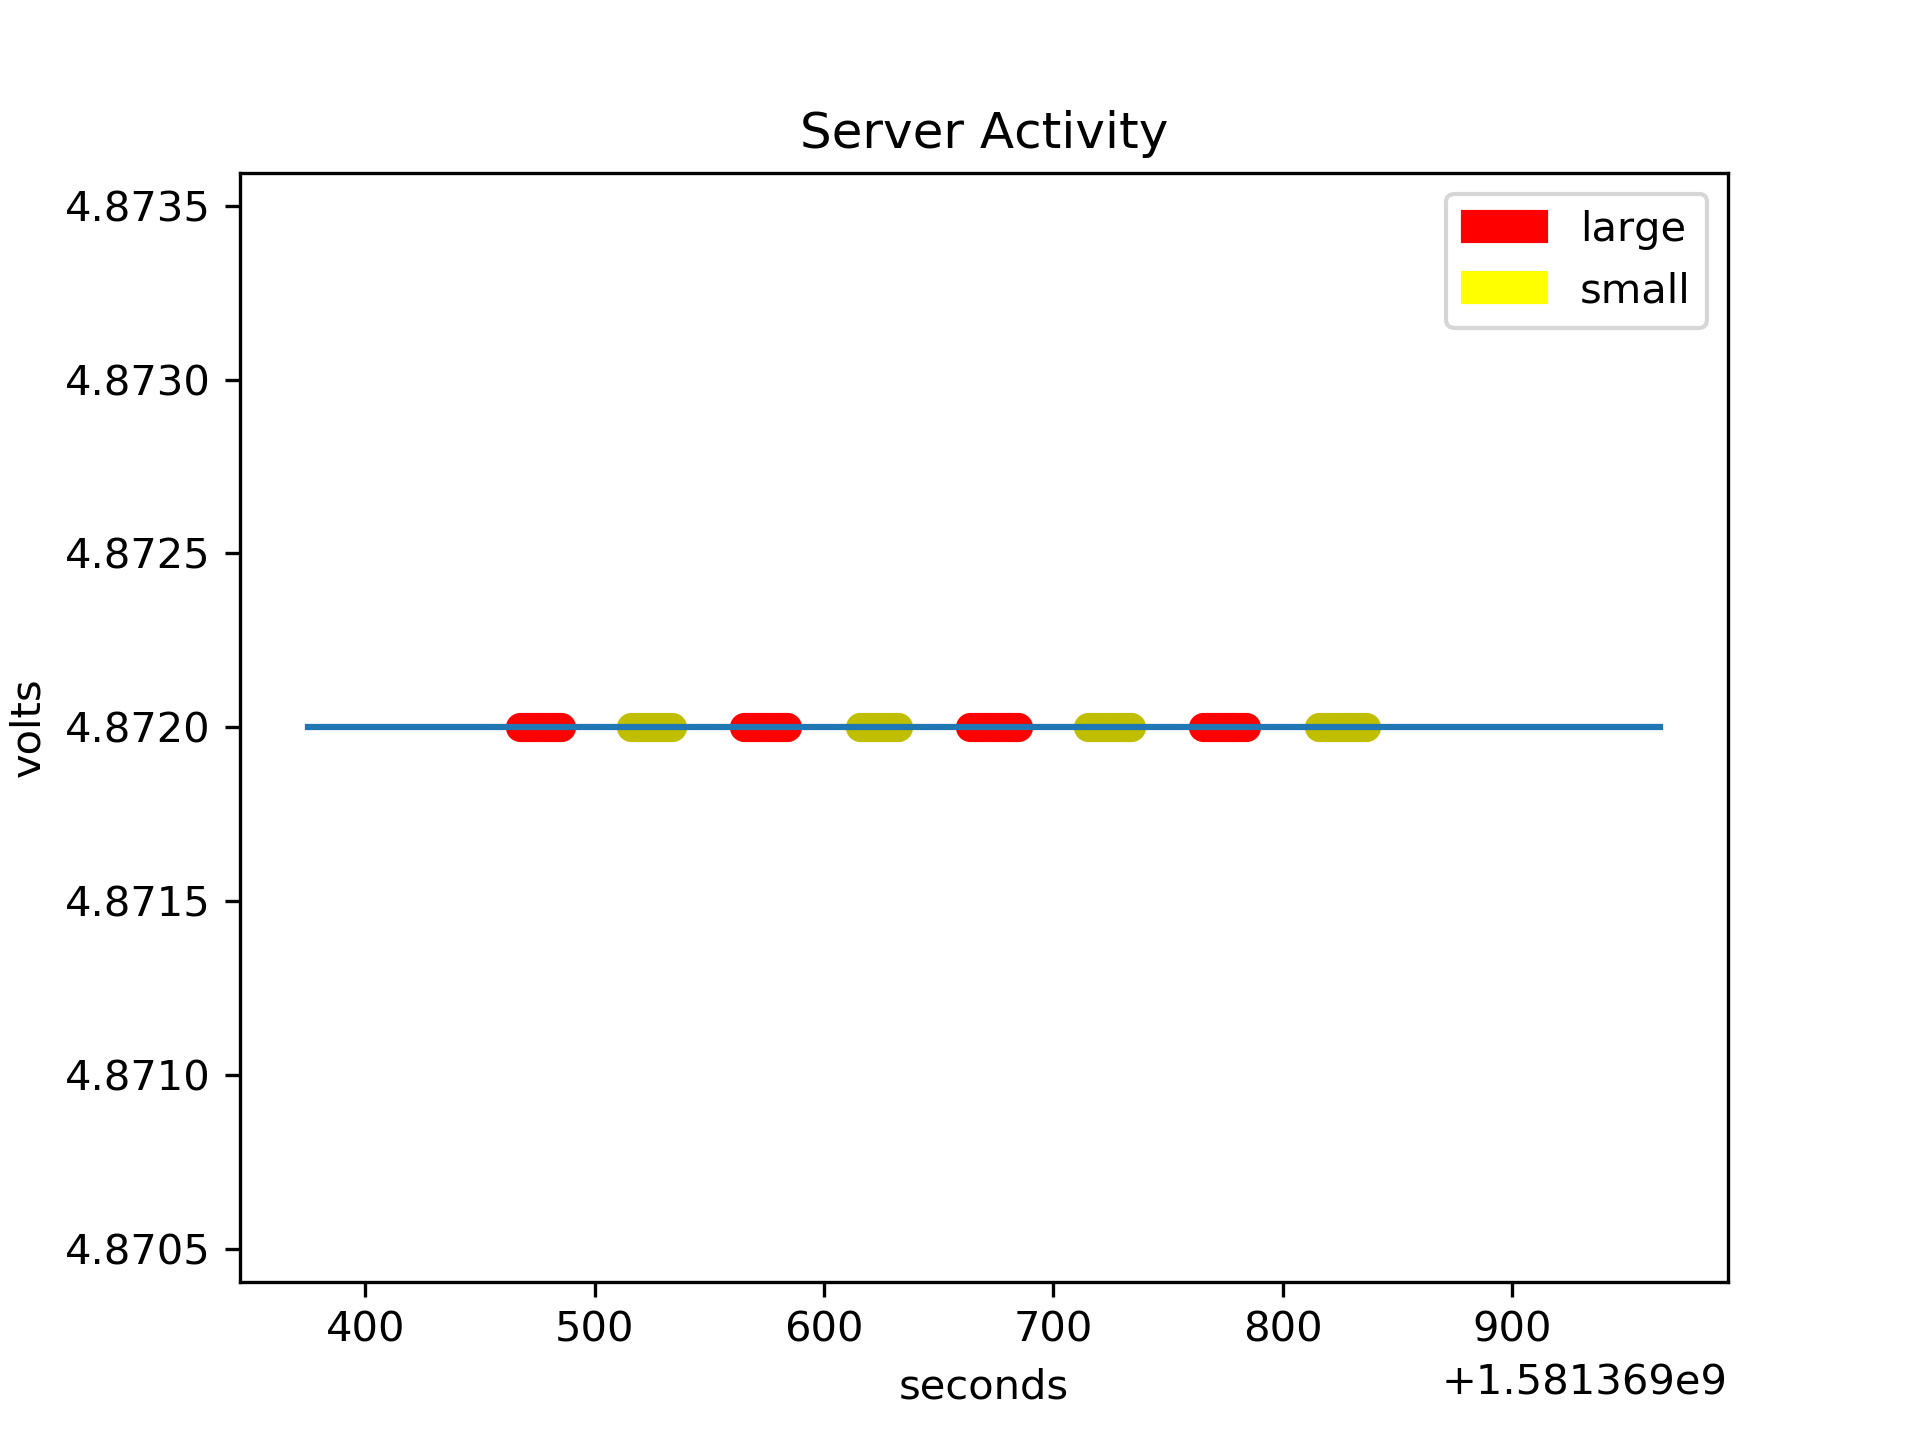 Server Activity
4.8735
4.8730
4.8725
4.8720
4.8715
4.8710
4.8705
volts
large
small
400 500 600 700 800 900
seconds
+1.581369e9